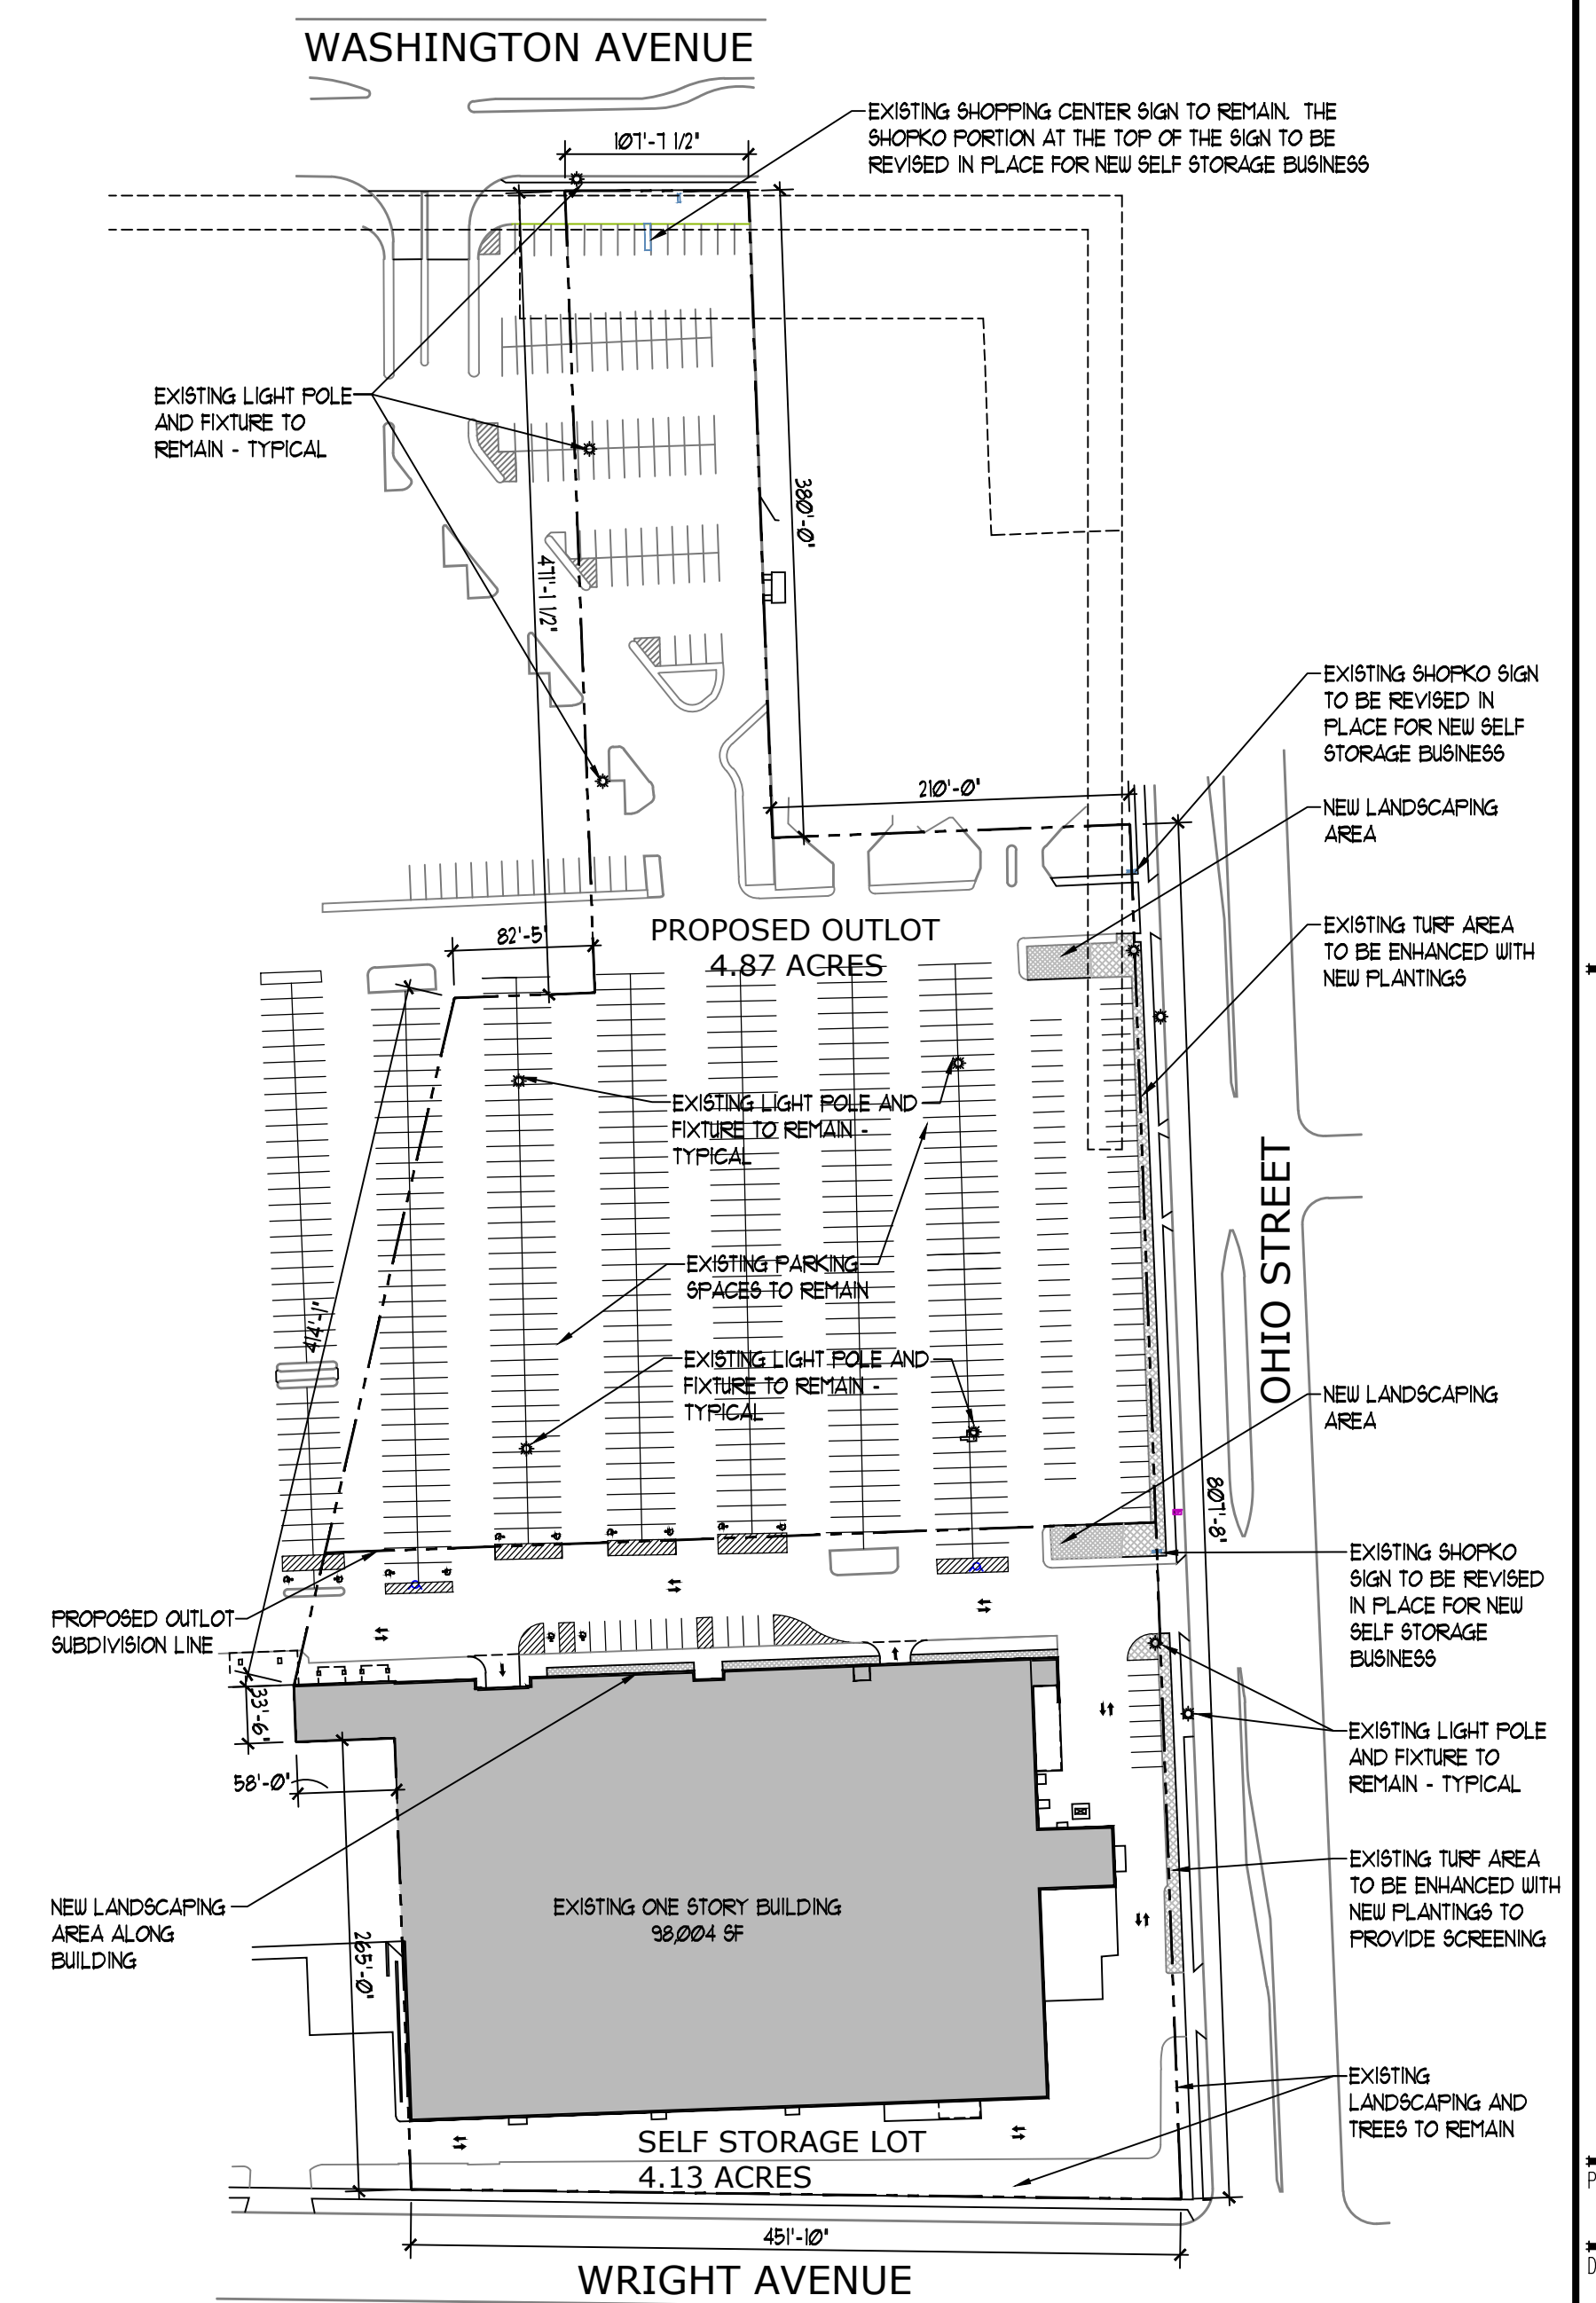 WASHINGTON AVENUE
EXISTING SHOPPING CENTER SIGN TO REMAIN. THE
SHOPKO PORTION AT THE TOP OF THE SIGN TO BE
REVISED IN PLACE FOR NEW SELF STORAGE BUSINESS
107'-7 1/2"
EXISTING LIGHT POLE
AND FIXTURE TO
REMAIN - TYPICAL
380'-0"
471'-1 1/2"
EXISTING SHOPKO SIGN
TO BE REVISED IN
PLACE FOR NEW SELF
STORAGE BUSINESS
210'-0"
NEW LANDSCAPING
AREA
82'-5"
PROPOSED OUTLOT
4.87 ACRES
EXISTING TURF AREA
TO BE ENHANCED WITH
NEW PLANTINGS
EXISTING LIGHT POLE AND
FIXTURE TO REMAIN -
TYPICAL
OHIO STREET
EXISTING PARKING
SPACES TO REMAIN
414'-1"
EXISTING LIGHT POLE AND
FIXTURE TO REMAIN -
TYPICAL
NEW LANDSCAPING
AREA
807'-8"
EXISTING SHOPKO
SIGN TO BE REVISED
IN PLACE FOR NEW
SELF STORAGE
BUSINESS
PROPOSED OUTLOT
SUBDIVISION LINE
33'-6"
58'-0"
EXISTING LIGHT POLE
AND FIXTURE TO
REMAIN - TYPICAL
EXISTING TURF AREA
TO BE ENHANCED WITH
NEW PLANTINGS TO
PROVIDE SCREENING
NEW LANDSCAPING
AREA ALONG
BUILDING
EXISTING ONE STORY BUILDING
98,004 SF
265'-0"
EXISTING
LANDSCAPING AND
TREES TO REMAIN
SELF STORAGE LOT
4.13 ACRES
P
451'-10"
D
WRIGHT AVENUE